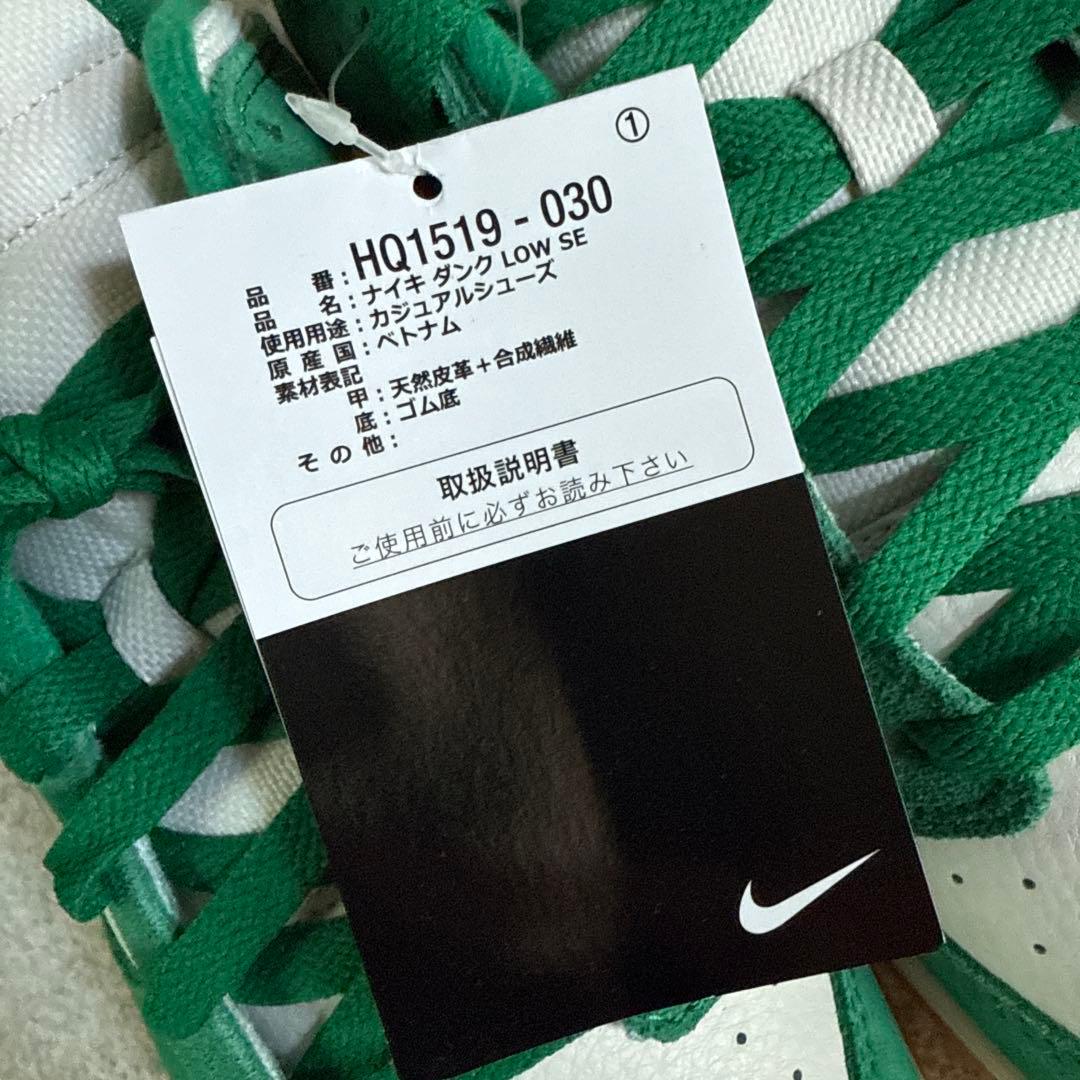 ①
品番：HQ1519 - 030
品名：ナイキ ダンク LOW SE
使用用途：カジュアルシューズ
原産国：ベトナム
素材表記
甲：天然皮革＋合成繊維
底：ゴム底
その他：
取扱説明書
ご使用前に必ずお読み下さい